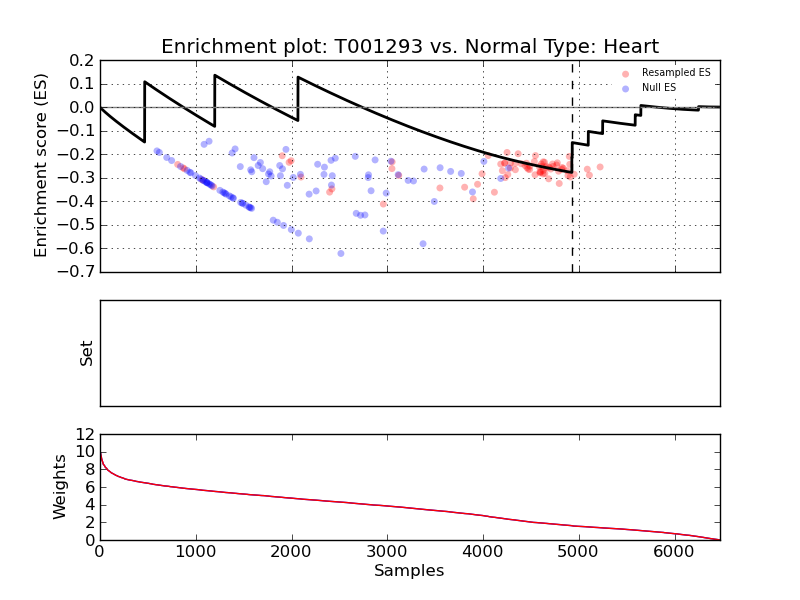 Enrichment plot: T001293 vs. Normal Type: Heart
Enrichment score (ES)
0.2
0.1
0.0
−0.1
−0.2
−0.3
−0.4
−0.5
−0.6
−0.7
Resampled ES
Null ES
Set
Weights
12
10
8
6
4
2
0
0 1000 2000 3000 4000 5000 6000
Samples